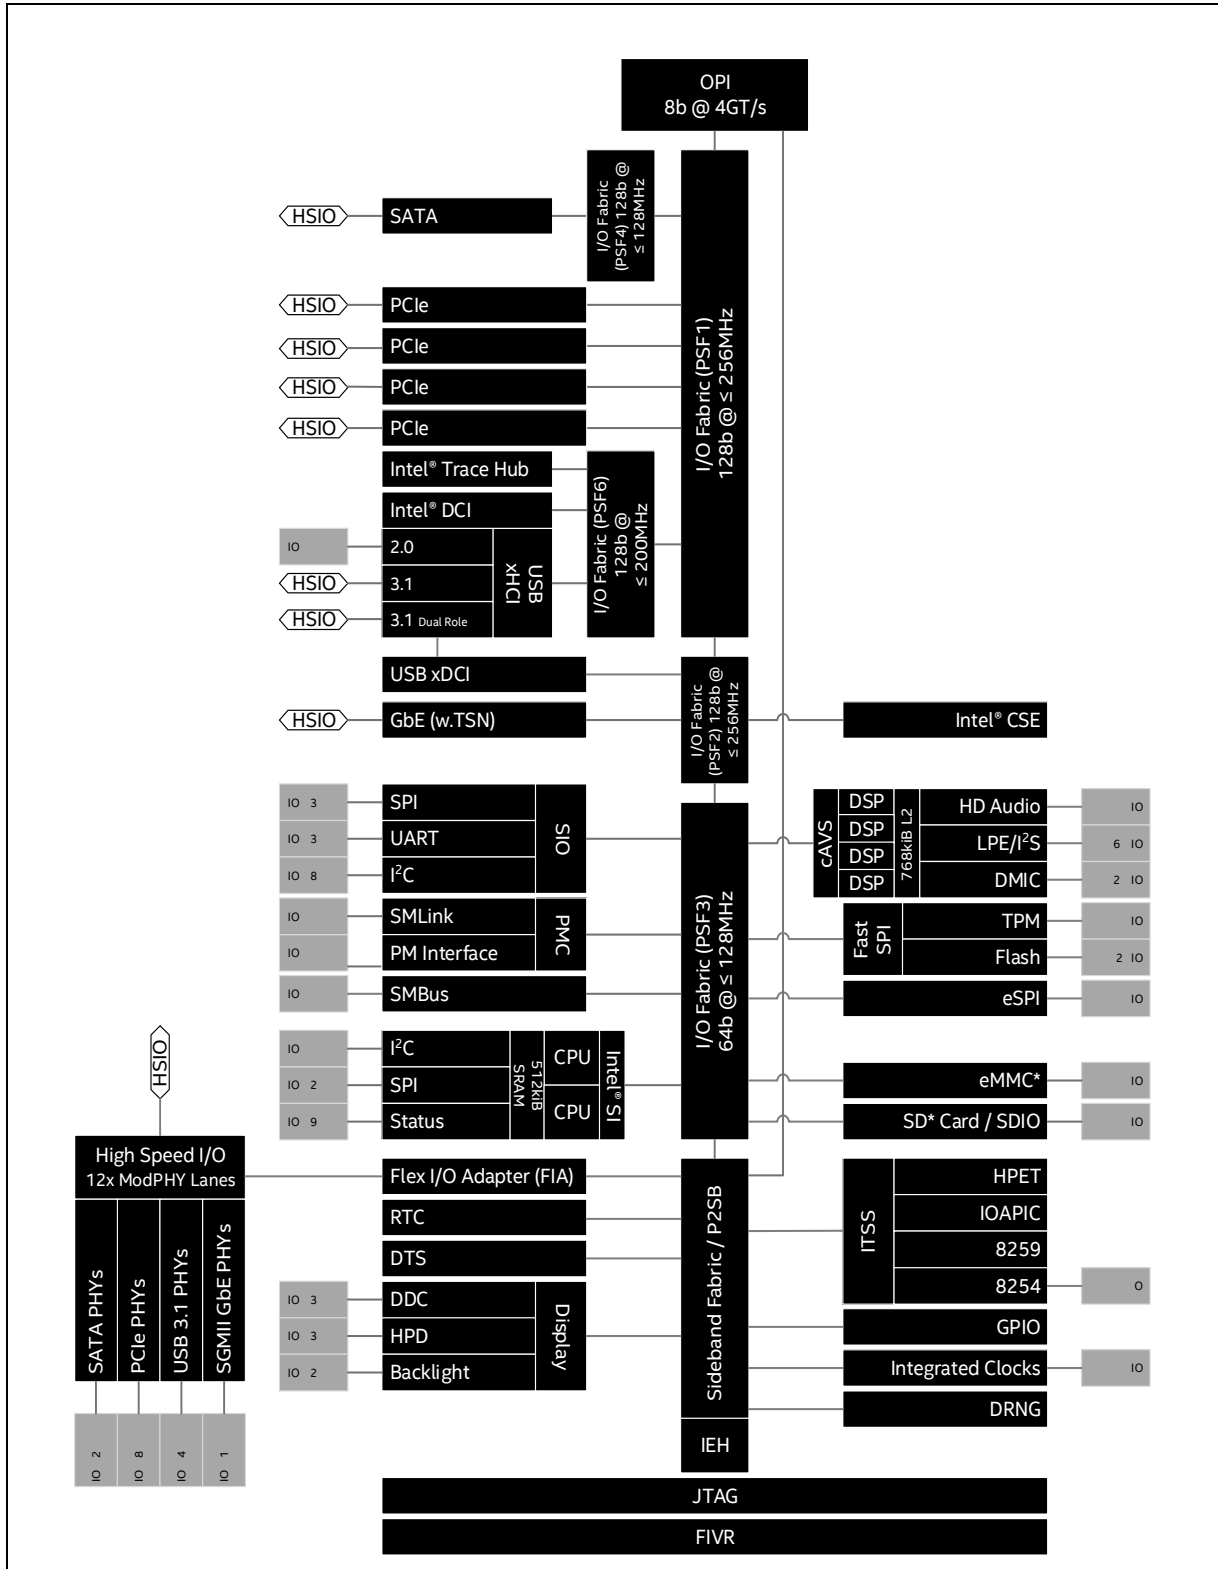 OPI
8b @ 4GT/s
I/O Fabric
(PSF4) 128b @
≤ 128MHz
HSIO
SATA
I/O Fabric (PSF1)
128b @ ≤ 256MHz
HSIO
PCIe
HSIO
PCIe
HSIO
PCIe
HSIO
PCIe
Intel® Trace Hub
Intel® DCI
I/O Fabric (PSF6)
128b @
≤ 200MHz
IO
2.0
HSIO
3.1
HSIO
3.1 Dual Role
USB
xHCI
USB xDCI
I/O Fabric
(PSF2) 128b @
≤ 256MHz
HSIO
GbE (w.TSN)
Intel® CSE
IO 3
SPI
IO 3
UART
IO 8
I²C
SIO
IO
SMLink
IO
PM Interface
PMC
IO
SMBus
I/O Fabric (PSF3)
64b @ ≤ 128MHz
cAVS
DSP
DSP
DSP
DSP
768kiB L2
HD Audio
IO
LPE/I²S
6 IO
DMIC
2 IO
Fast
SPI
TPM
IO
Flash
2 IO
eSPI
IO
IO
I²C
IO 2
SPI
IO 9
Status
512kiB
SRAM
CPU
CPU
Intel® SI
eMMC*
IO
SD* Card / SDIO
IO
HSIO
High Speed I/O
12x ModPHY Lanes
SATA PHYs
PCIe PHYs
USB 3.1 PHYs
SGMII GbE PHYs
IO 2
IO 8
IO 4
IO 1
Flex I/O Adapter (FIA)
RTC
DTS
IO 3
DDC
IO 3
HPD
IO 2
Backlight
Display
Sideband Fabric / P2SB
IEH
ITSS
HPET
IOAPIC
8259
8254
O
GPIO
Integrated Clocks
IO
DRNG
JTAG
FIVR